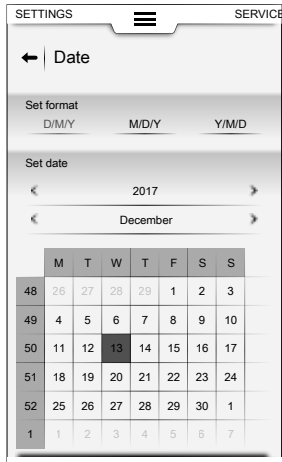 SETTINGS SERVICE
Date
Set format
D/M/Y M/D/Y Y/M/D
Set date
2017
December
M T W T F S S
48 26 27 28 29 1 2 3
49 4 5 6 7 8 9 10
50 11 12 13 14 15 16 17
51 18 19 20 21 22 23 24
52 25 26 27 28 29 30 1
1 1 2 3 4 5 6 7